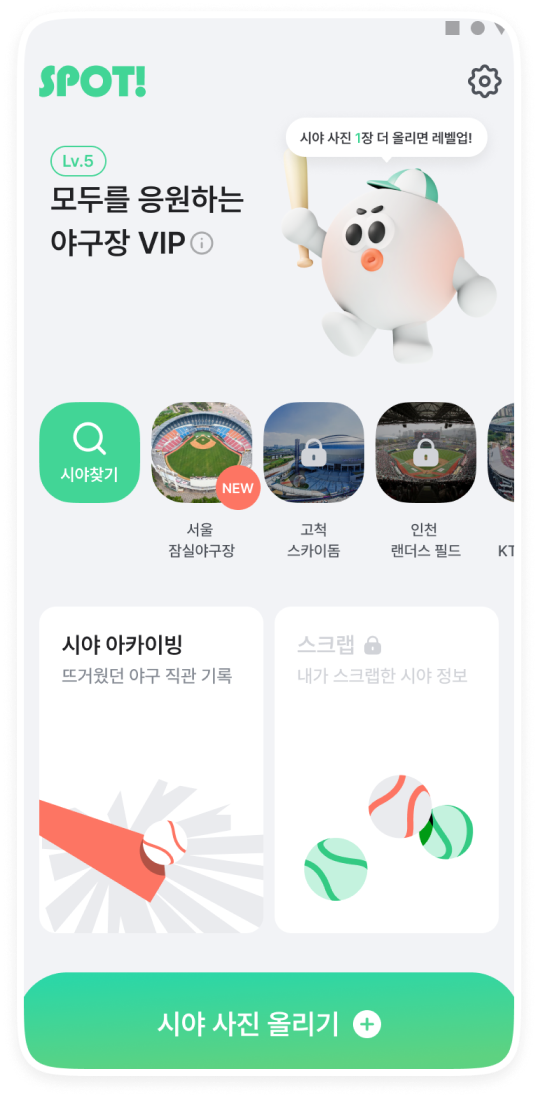 SPOT!
시야 사진 1장 더 올리면 레벨업!
Lv.5
모두를 응원하는
야구장 VIP
시야찾기
NEW
서울
잠실야구장
고척
스카이돔
인천
랜더스 필드
KT
시야 아카이빙
뜨거웠던 야구 직관 기록
스크랩
내가 스크랩한 시야 정보
시야 사진 올리기